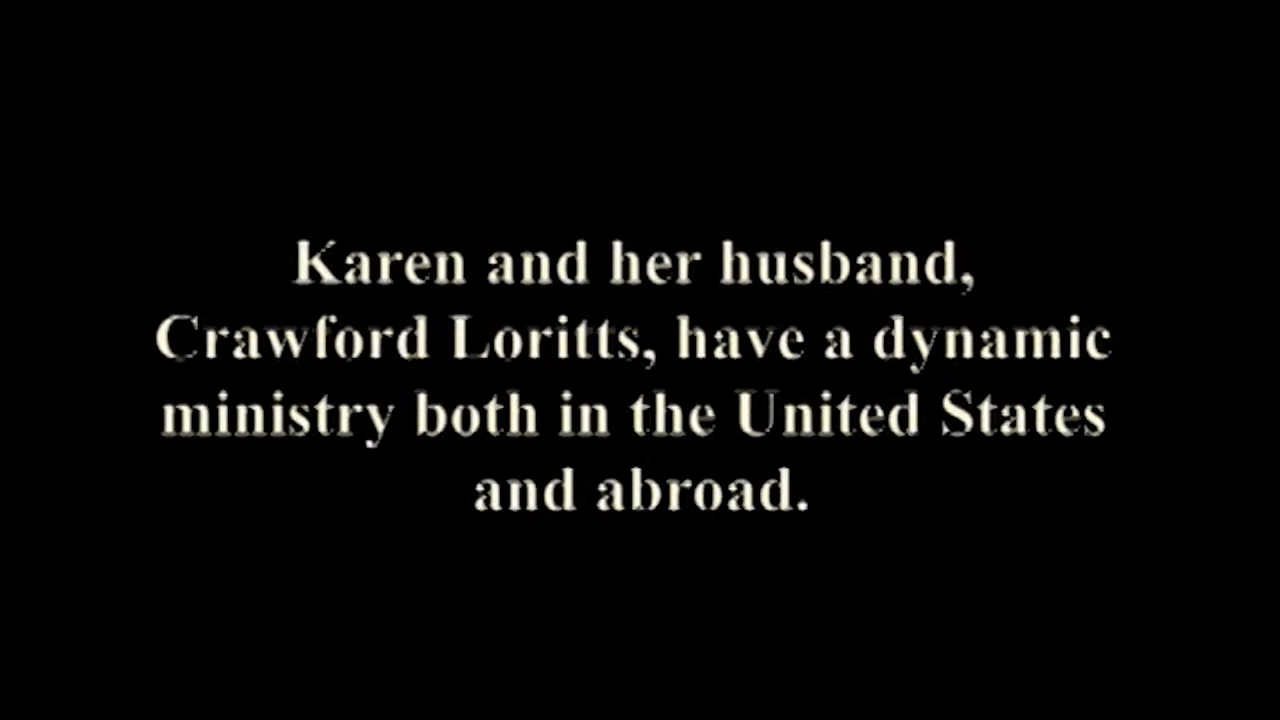 Karen and her husband,
Crawford Loritts, have a dynamic
ministry both in the United States
and abroad.